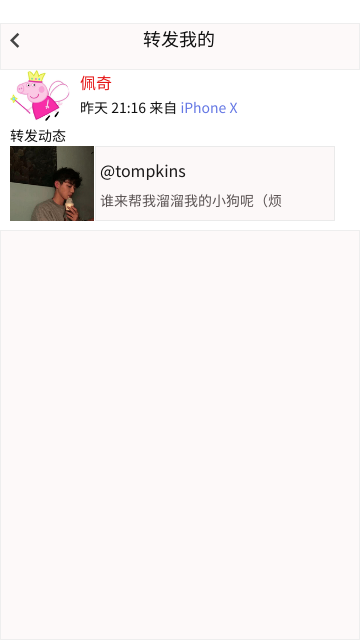 转发我的
佩奇
昨天 21:16 来自 iPhone X
转发动态
@tompkins
谁来帮我溜溜我的小狗呢（烦